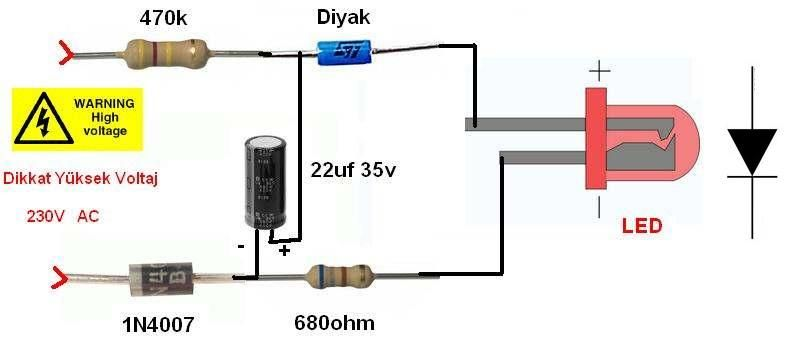 470k
Diyak
WARNING
High
voltage
Dikkat Yüksek Voltaj
22uf 35v
230V AC
+
-
LED
- +
1N4007
680ohm